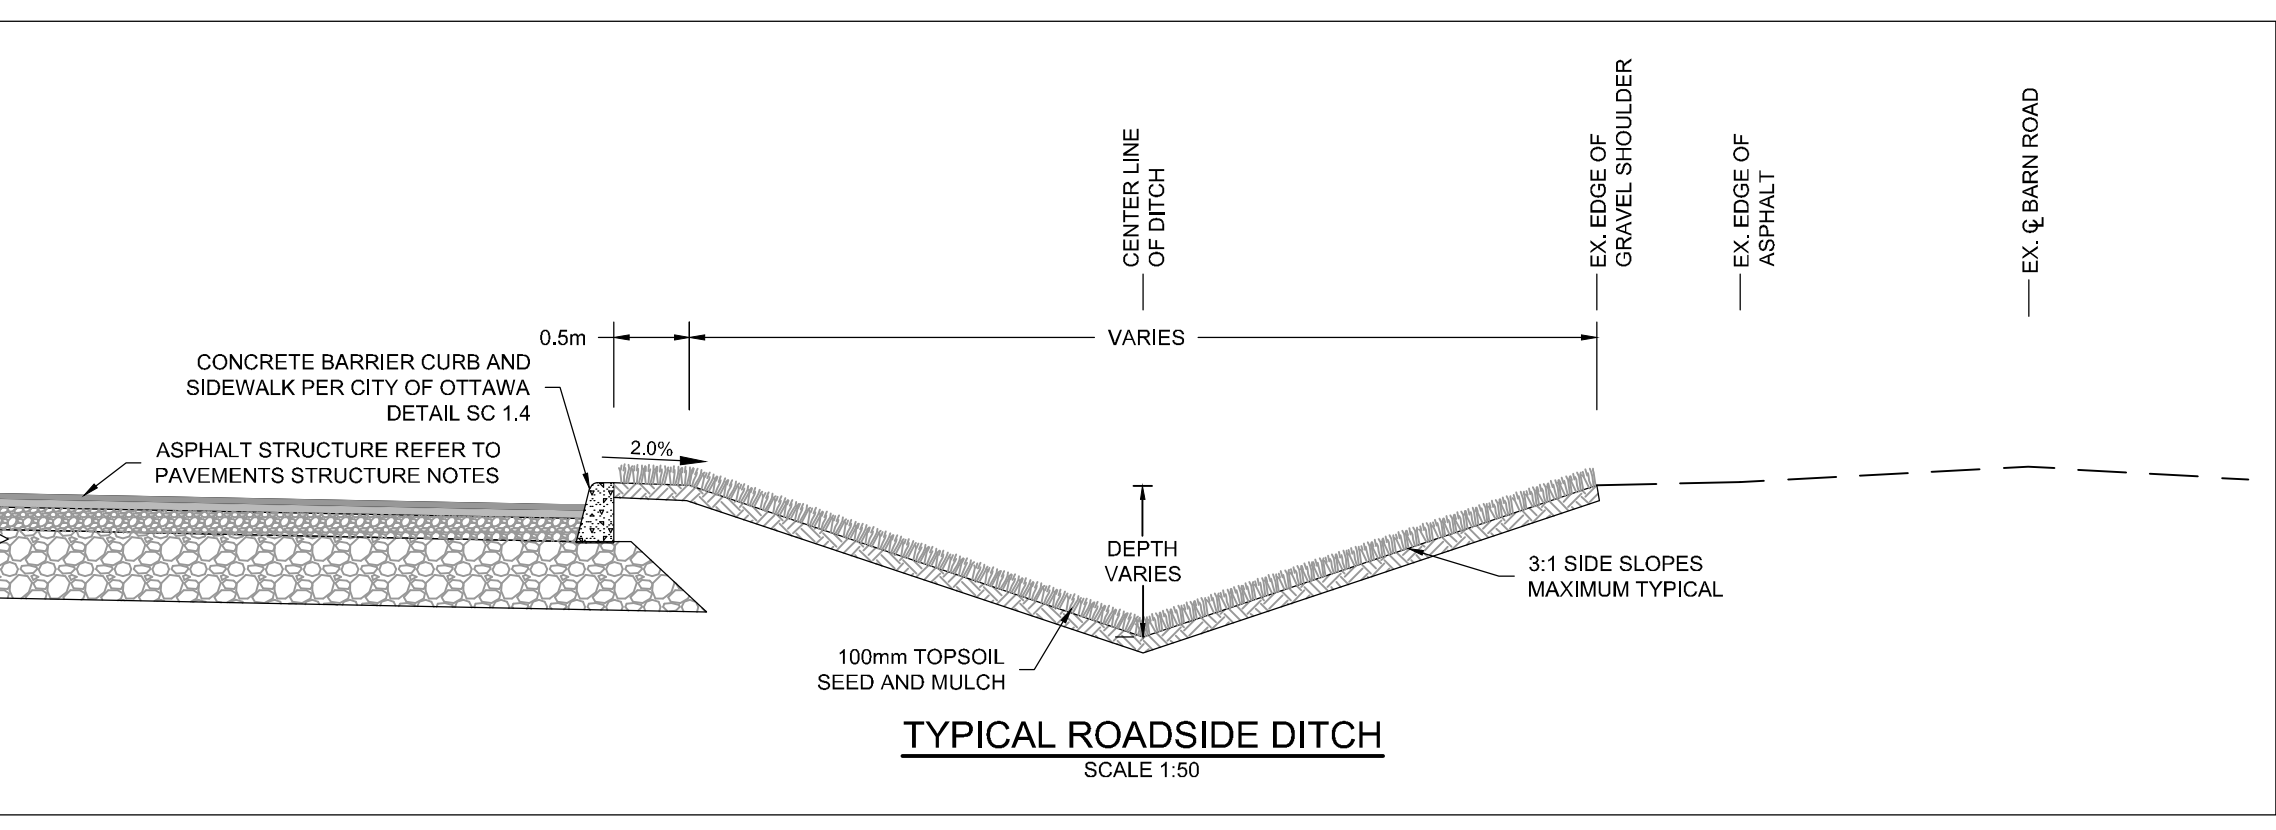 EX. EDGE OF
GRAVEL SHOULDER
EX. ℄ BARN ROAD
CENTER LINE
OF DITCH
EX. EDGE OF
ASPHALT
0.5m
VARIES
CONCRETE BARRIER CURB AND
SIDEWALK PER CITY OF OTTAWA
DETAIL SC 1.4
ASPHALT STRUCTURE REFER TO
PAVEMENTS STRUCTURE NOTES
2.0%
DEPTH
VARIES
3:1 SIDE SLOPES
MAXIMUM TYPICAL
100mm TOPSOIL
SEED AND MULCH
TYPICAL ROADSIDE DITCH
SCALE 1:50